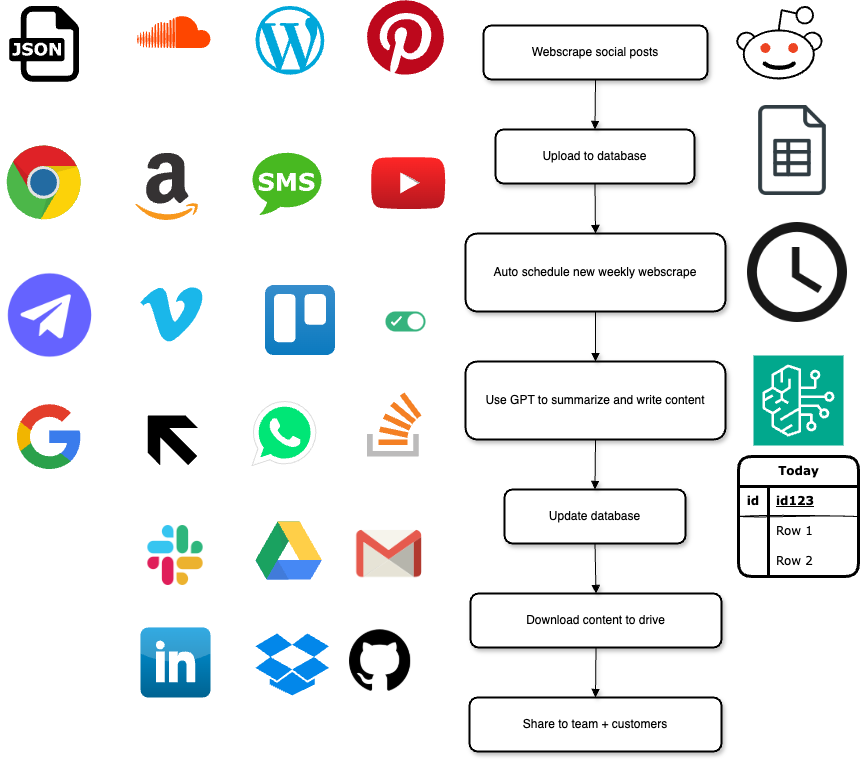 JSON
Webscrape social posts
Upload to database
SMS
Auto schedule new weekly webscrape
Use GPT to summarize and write content
Today
id id123
Row 1
Row 2
Update database
Download content to drive
in
Share to team + customers